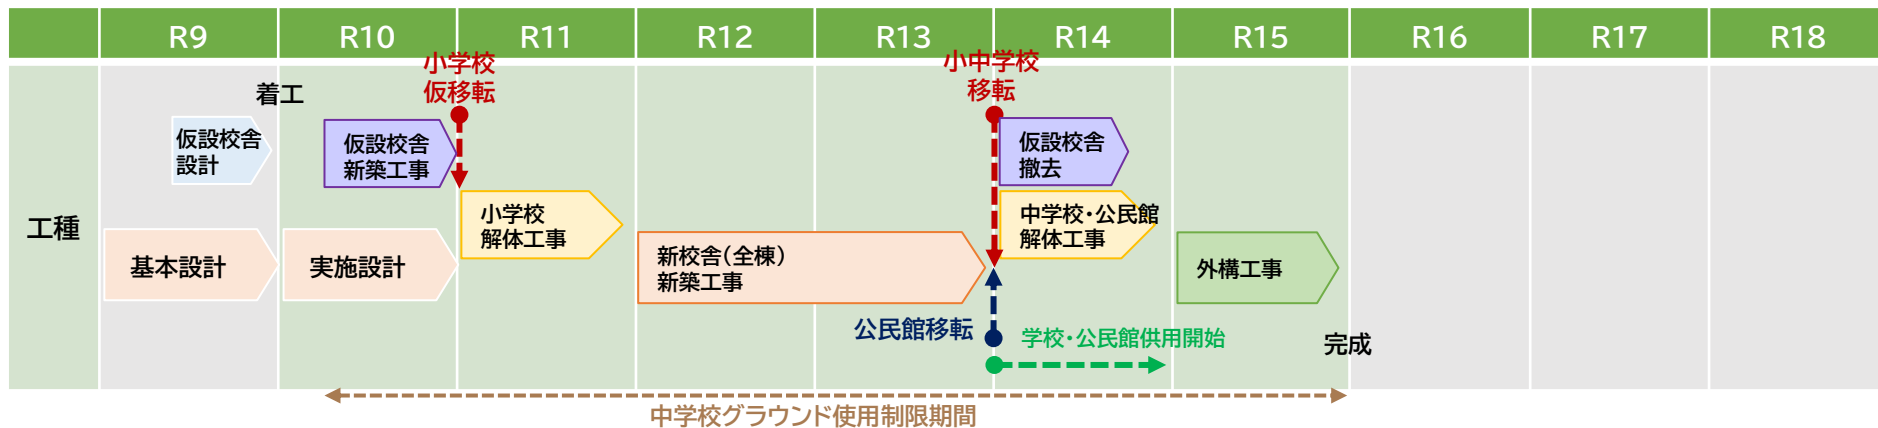 R9 R10 R11 R12 R13 R14 R15 R16 R17 R18
工種
着工
小学校
仮移転
小中学校
移転
仮設校舎
設計
仮設校舎
新築工事
仮設校舎
撤去
小学校
解体工事
中学校・公民館
解体工事
基本設計
実施設計
新校舎（全棟）
新築工事
外構工事
公民館移転
学校・公民館供用開始
完成
中学校グラウンド使用制限期間